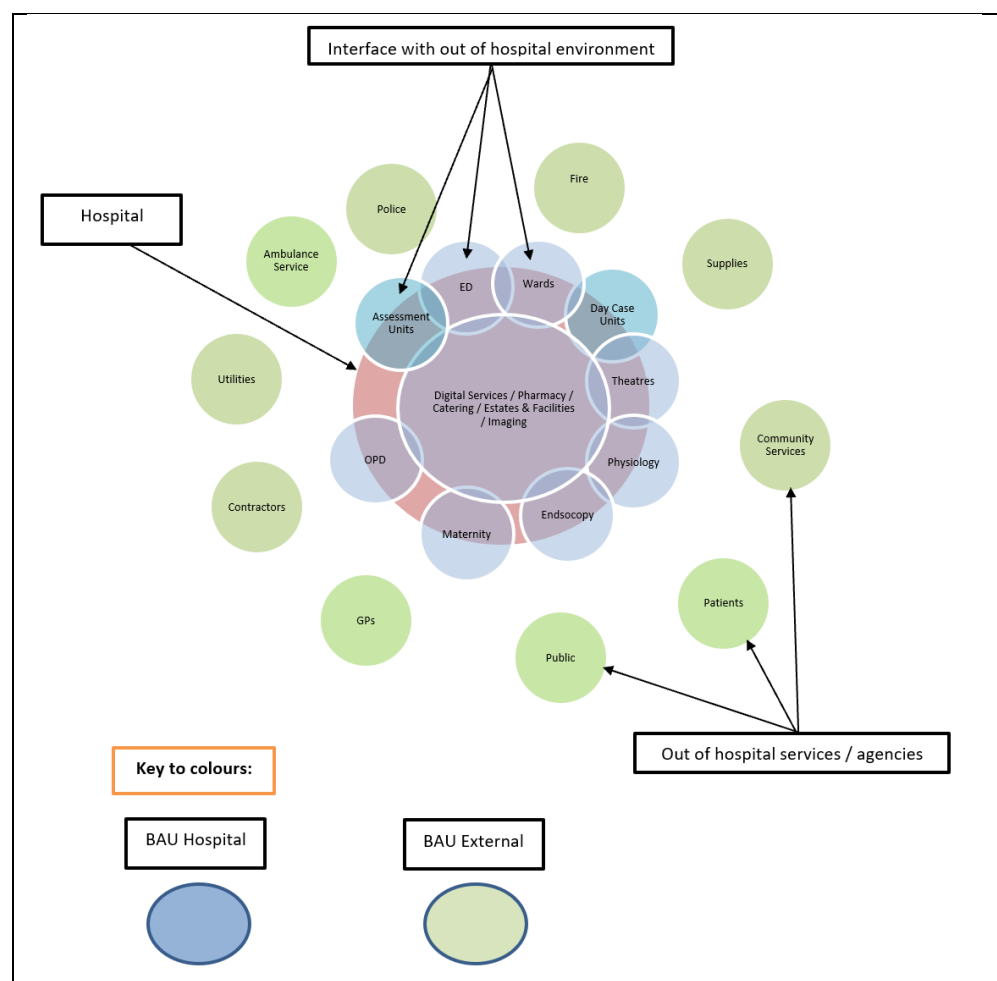 Interface with out of hospital environment
Hospital
Police
Fire
Ambulance
Service
Supplies
ED
Wards
Assessment
Units
Day Case
Units
Utilities
Theatres
Digital Services / Pharmacy /
Catering / Estates & Facilities
/ Imaging
Community
Services
OPD
Physiology
Contractors
Endsocopy
Maternity
GPs
Patients
Public
Out of hospital services / agencies
Key to colours:
BAU Hospital
BAU External